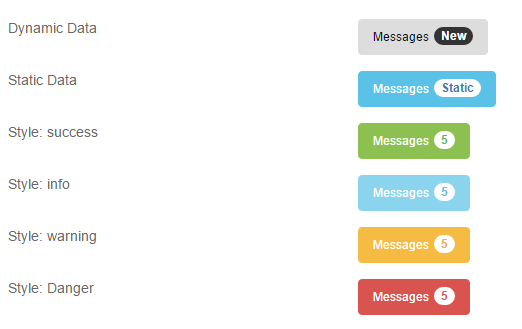 Dynamic Data Messages New
Static Data Messages Static
Style: success Messages 5
Style: info Messages 5
Style: warning Messages 5
Style: Danger Messages 5